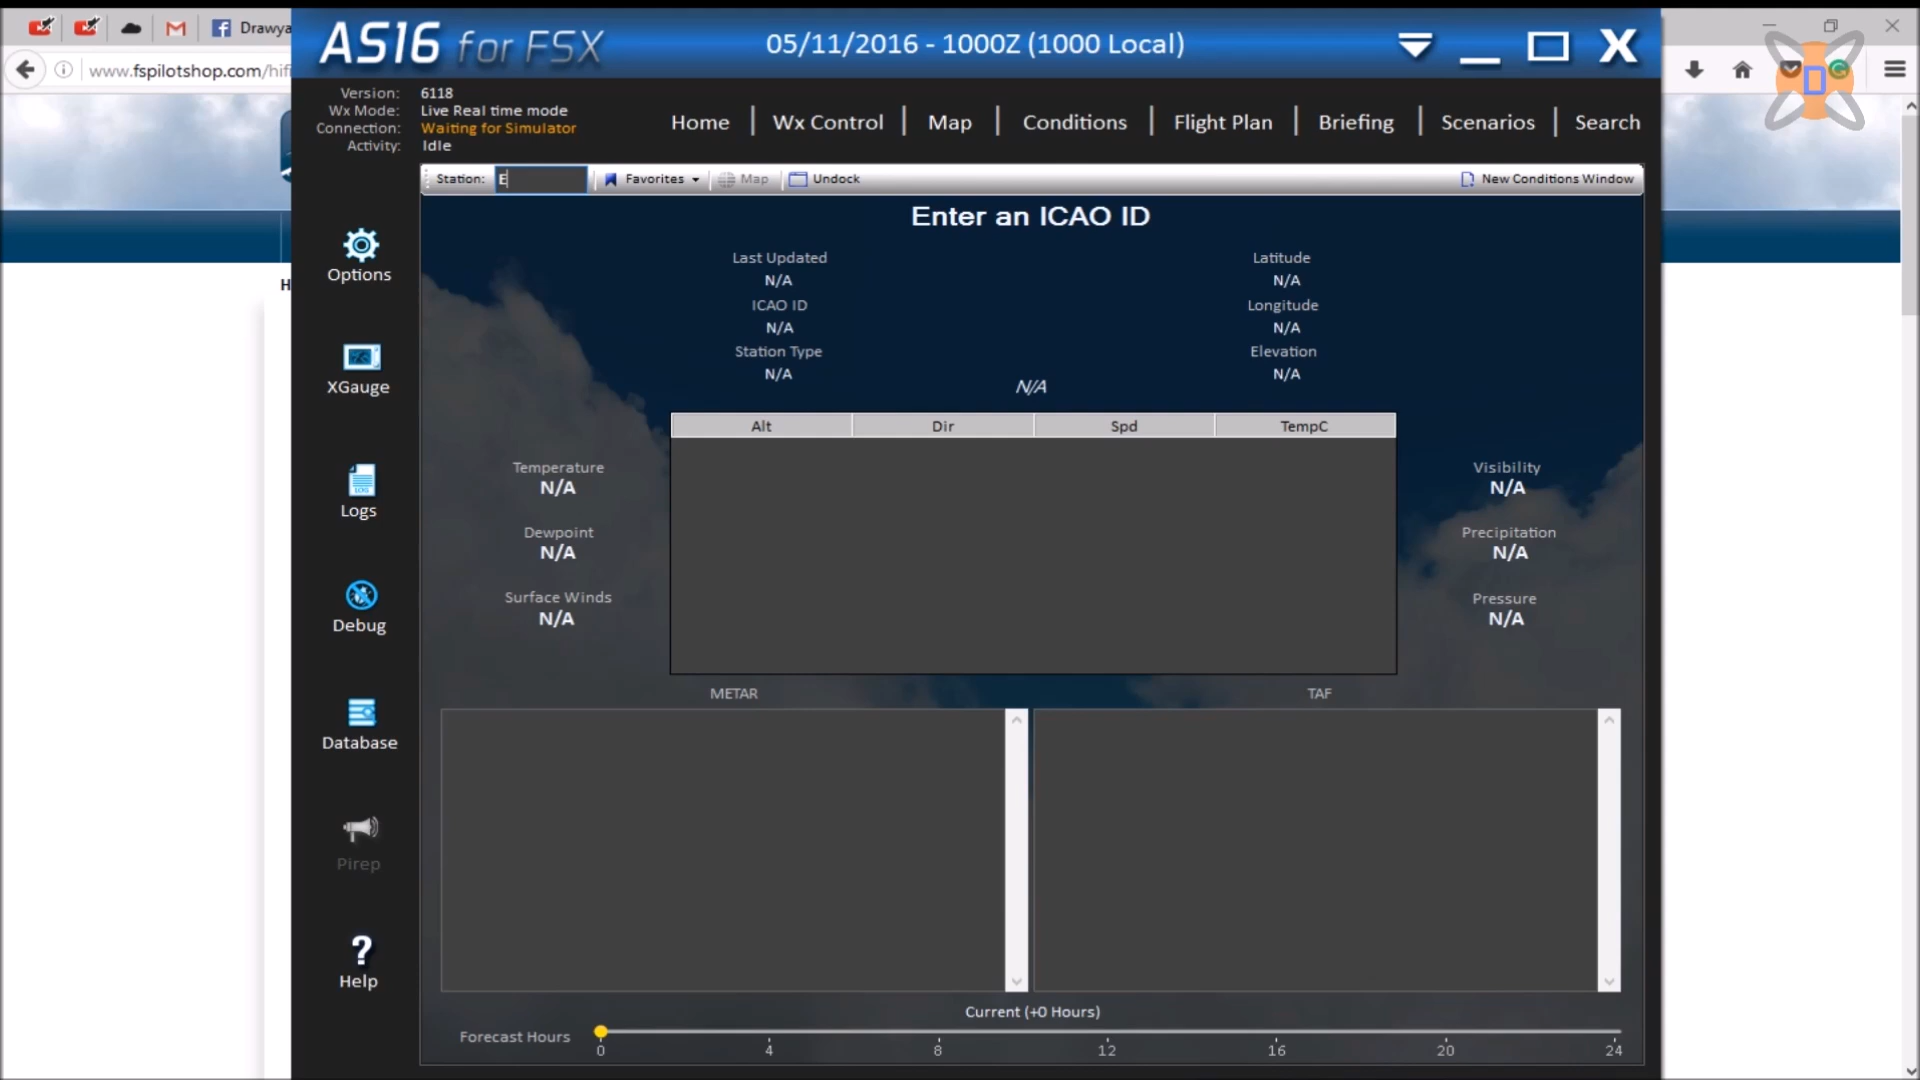 Drawya
www.fspilotshop.com/hifi
H
AS16 for FSX
05/11/2016 - 1000Z (1000 Local)
X
Version: 6118
Wx Mode: Live Real time mode
Connection: Waiting for Simulator
Activity: Idle
Home | Wx Control | Map | Conditions | Flight Plan | Briefing | Scenarios | Search
Station: E Favorites Map Undock New Conditions Window
Options
XGauge
LOG
Logs
Debug
Database
Pirep
?
Help
Enter an ICAO ID
Last Updated
N/A
ICAO ID
N/A
Station Type
N/A
Latitude
N/A
Longitude
N/A
Elevation
N/A
N/A
Alt Dir Spd TempC
Temperature
N/A
Dewpoint
N/A
Surface Winds
N/A
Visibility
N/A
Precipitation
N/A
Pressure
N/A
METAR TAF
Current (+0 Hours)
Forecast Hours
0 4 8 12 16 20 24